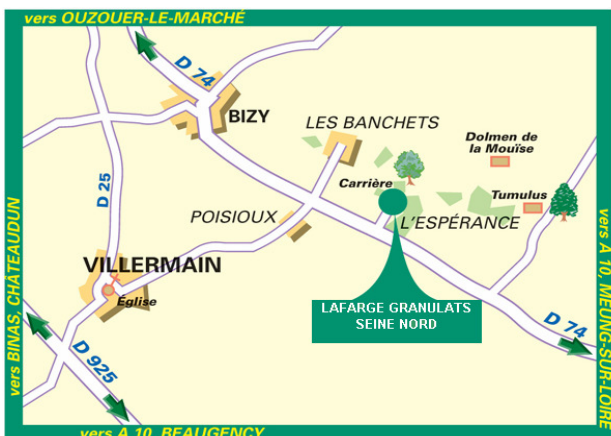 vers OUZOUER-LE-MARCHÉ
D 74
BIZY
LES BANCHETS
Dolmen de
la Mouïse
Carrière
Tumulus
D 25
POISIOUX
L'ESPÉRANCE
VILLERMAIN
Église
LAFARGE GRANULATS
SEINE NORD
D 74
D 925
vers BINAS, CHÂTEAUDUN
vers A 10, MEUNG-SUR-LOIRE
vers A 10, BEAUGENCY